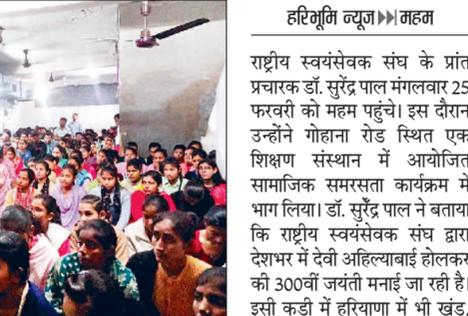 हरिभूमि न्यूज▶▶महम
राष्ट्रीय स्वयंसेवक संघ के प्रांत
प्रचारक डॉ. सुरेंद्र पाल मंगलवार 25
फरवरी को महम पहुंचे। इस दौरान
उन्होंने गोहाना रोड स्थित एक
शिक्षण संस्थान में आयोजित
सामाजिक समरसता कार्यक्रम में
भाग लिया। डॉ. सुरेंद्र पाल ने बताया
कि राष्ट्रीय स्वयंसेवक संघ द्वारा
देशभर में देवी अहिल्याबाई होलकर
की 300वीं जयंती मनाई जा रही है।
इसी कड़ी में हरियाणा में भी खंड,